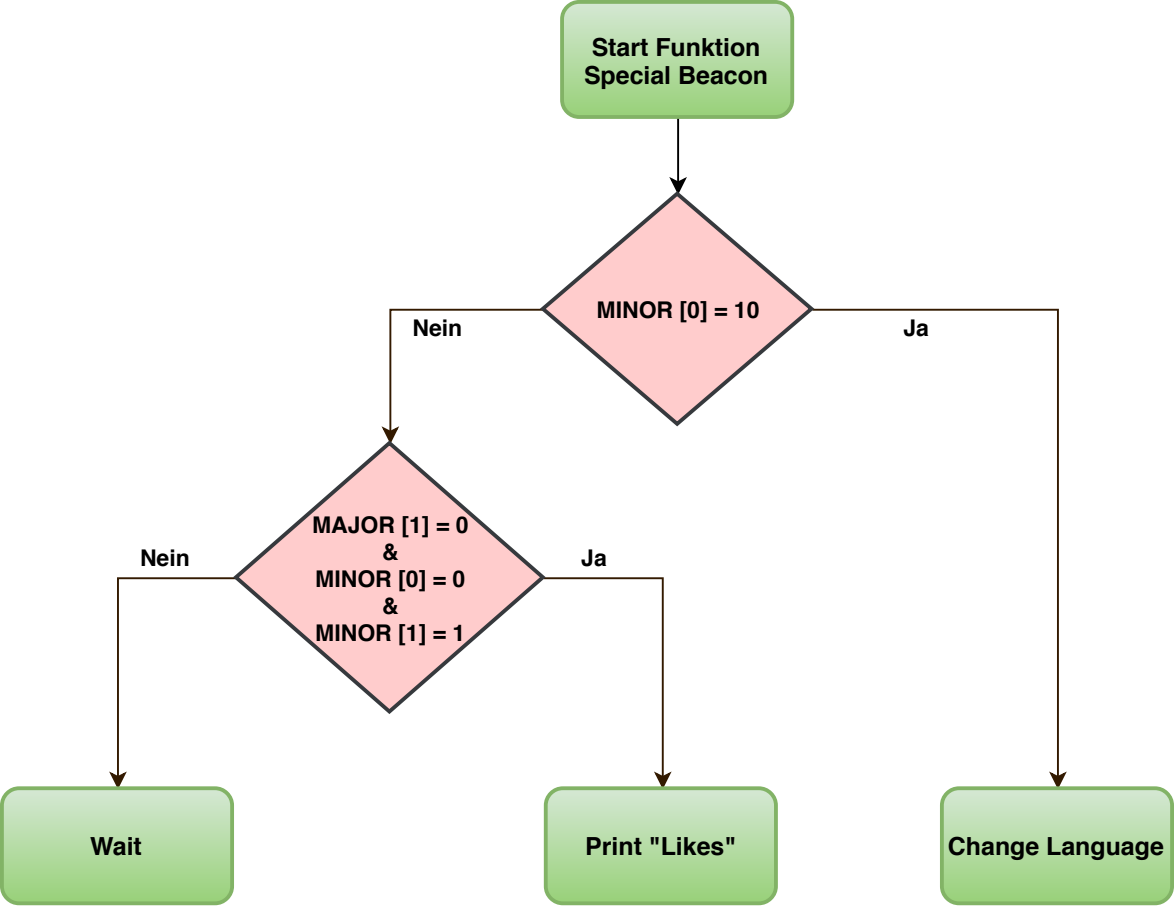 Start Funktion
Special Beacon
MINOR [0] = 10
Nein
Ja
MAJOR [1] = 0
&
MINOR [0] = 0
&
MINOR [1] = 1
Nein
Ja
Wait
Print "Likes"
Change Language